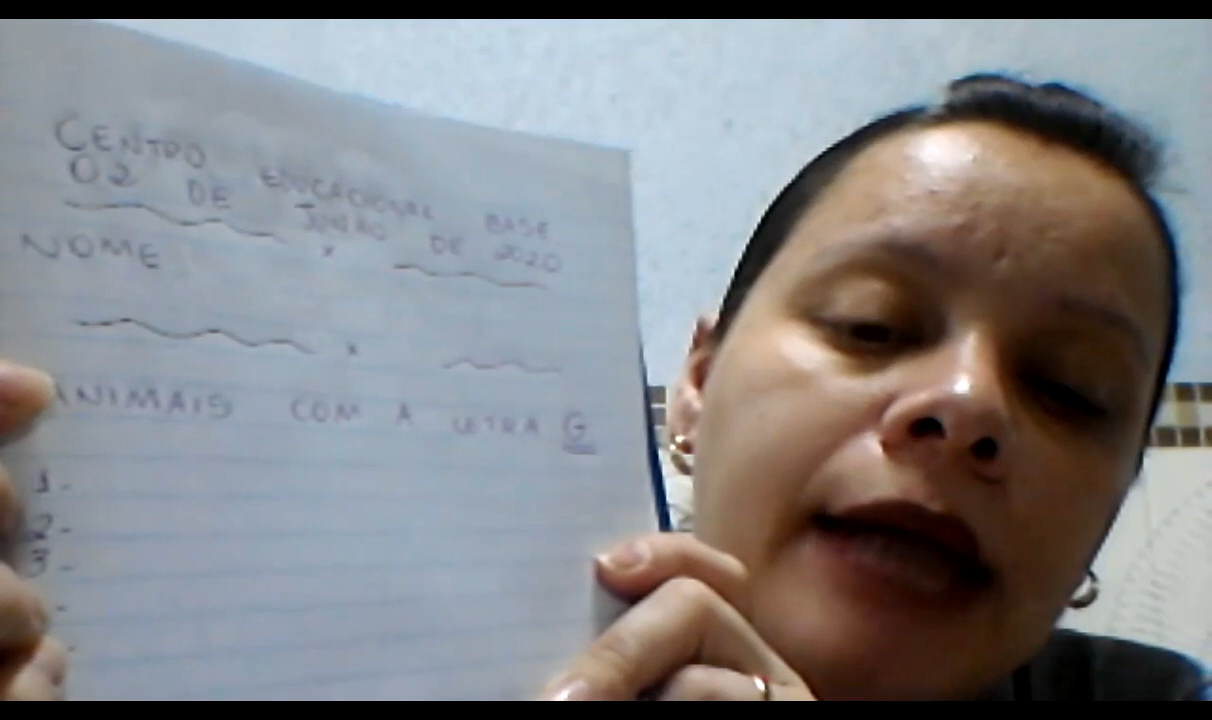 CENTRO EDUCACIONAL BASE
02 DE JUNHO DE 2020
NOME
ANIMAIS COM A LETRA G
1-
2-
3-
-
-